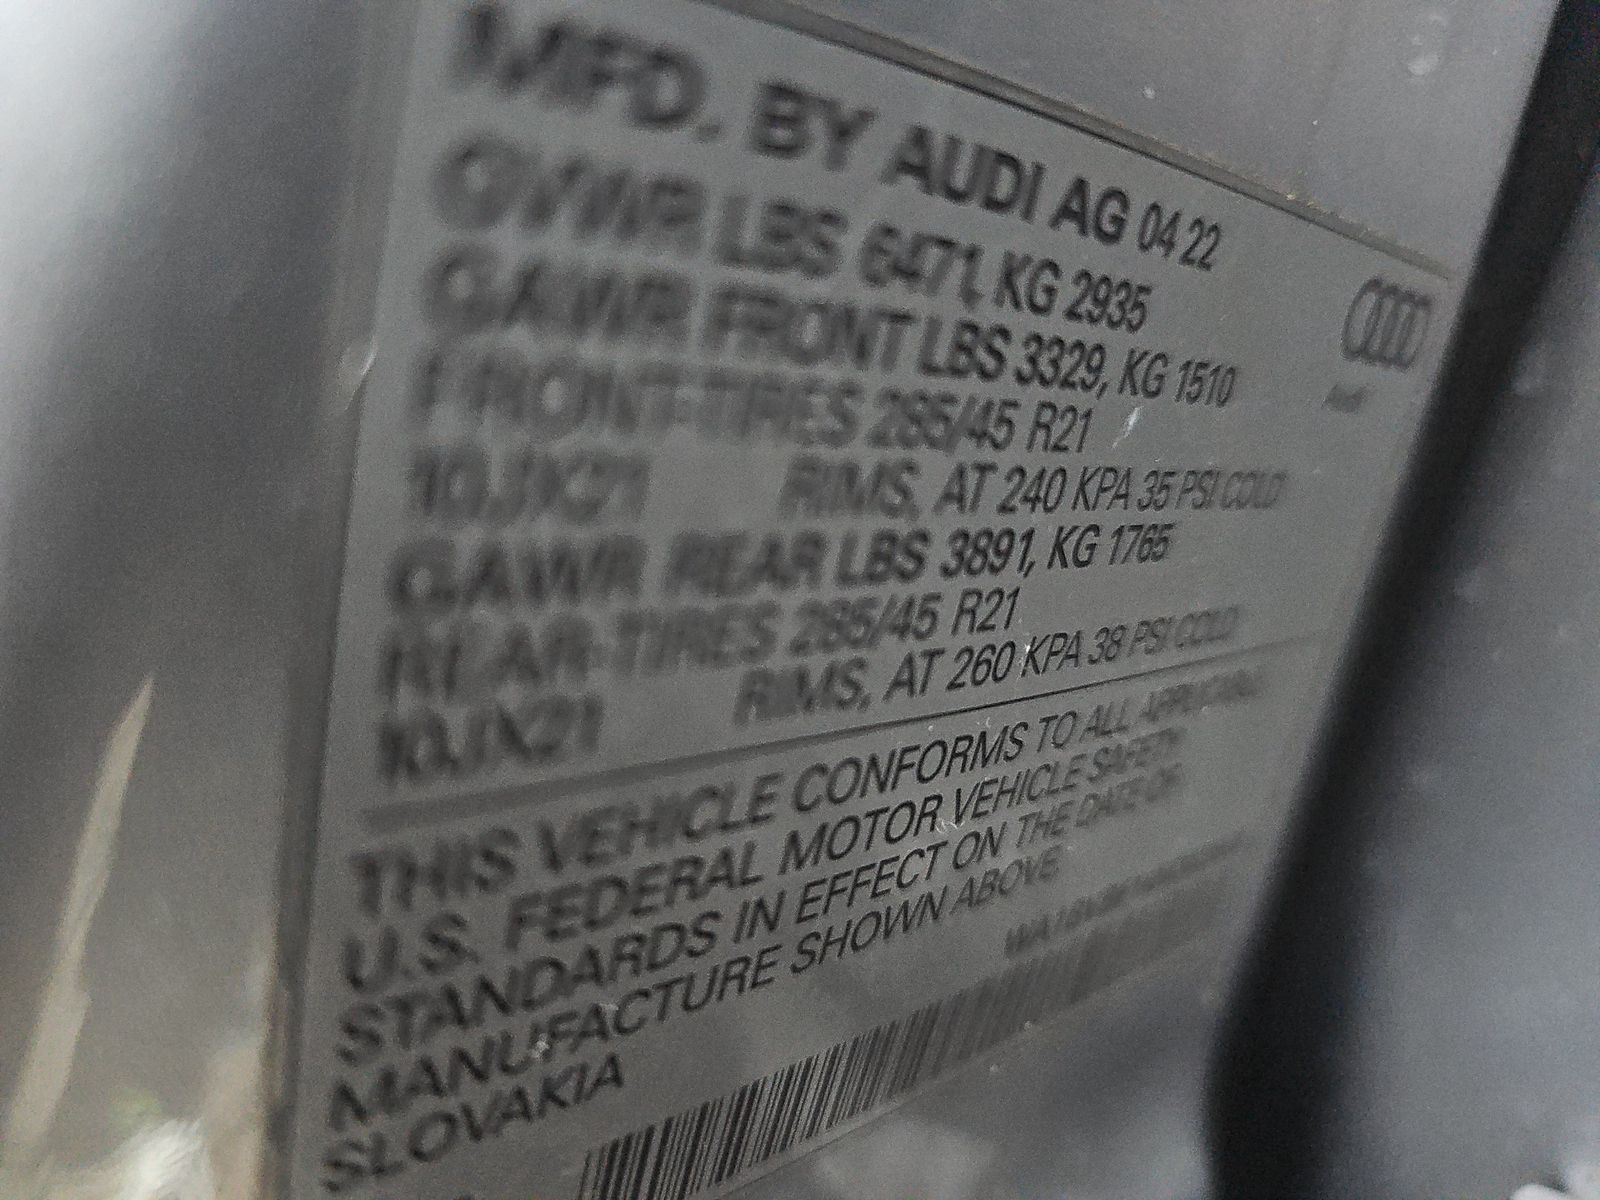 MFD. BY AUDI AG 04 22
GVWR LBS 6471, KG 2935
GAWR FRONT LBS 3329, KG 1510
FRONT-TIRES 285/45 R21
10JX21 RIMS, AT 240 KPA 35 PSI COLD
GAWR REAR LBS 3891, KG 1765
REAR-TIRES 285/45 R21
10JX21 RIMS, AT 260 KPA 38 PSI COLD
THIS VEHICLE CONFORMS TO ALL APPLICABLE
U.S. FEDERAL MOTOR VEHICLE SAFETY
STANDARDS IN EFFECT ON THE DATE OF
MANUFACTURE SHOWN ABOVE
SLOVAKIA
Audi